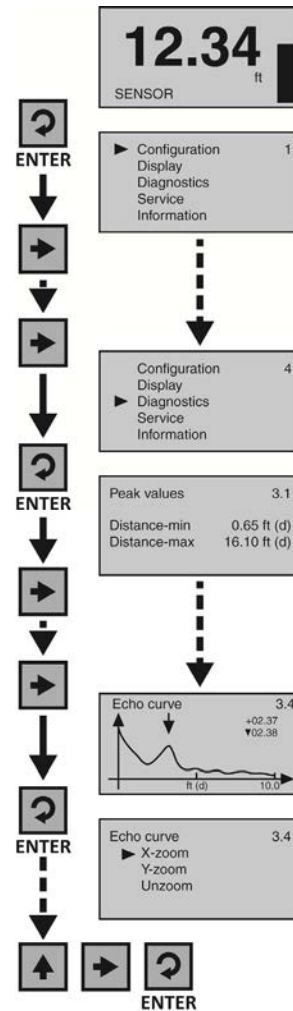 12.34
ft
SENSOR
ENTER
Configuration 1
Display
Diagnostics
Service
Information
Configuration 4
Display
Diagnostics
Service
Information
ENTER
Peak values 3.1
Distance-min 0.65 ft (d)
Distance-max 16.10 ft (d)
Echo curve 3.4
+02.37
▼02.38
ft (d) 10.0
ENTER
Echo curve 3.4
X-zoom
Y-zoom
Unzoom
ENTER